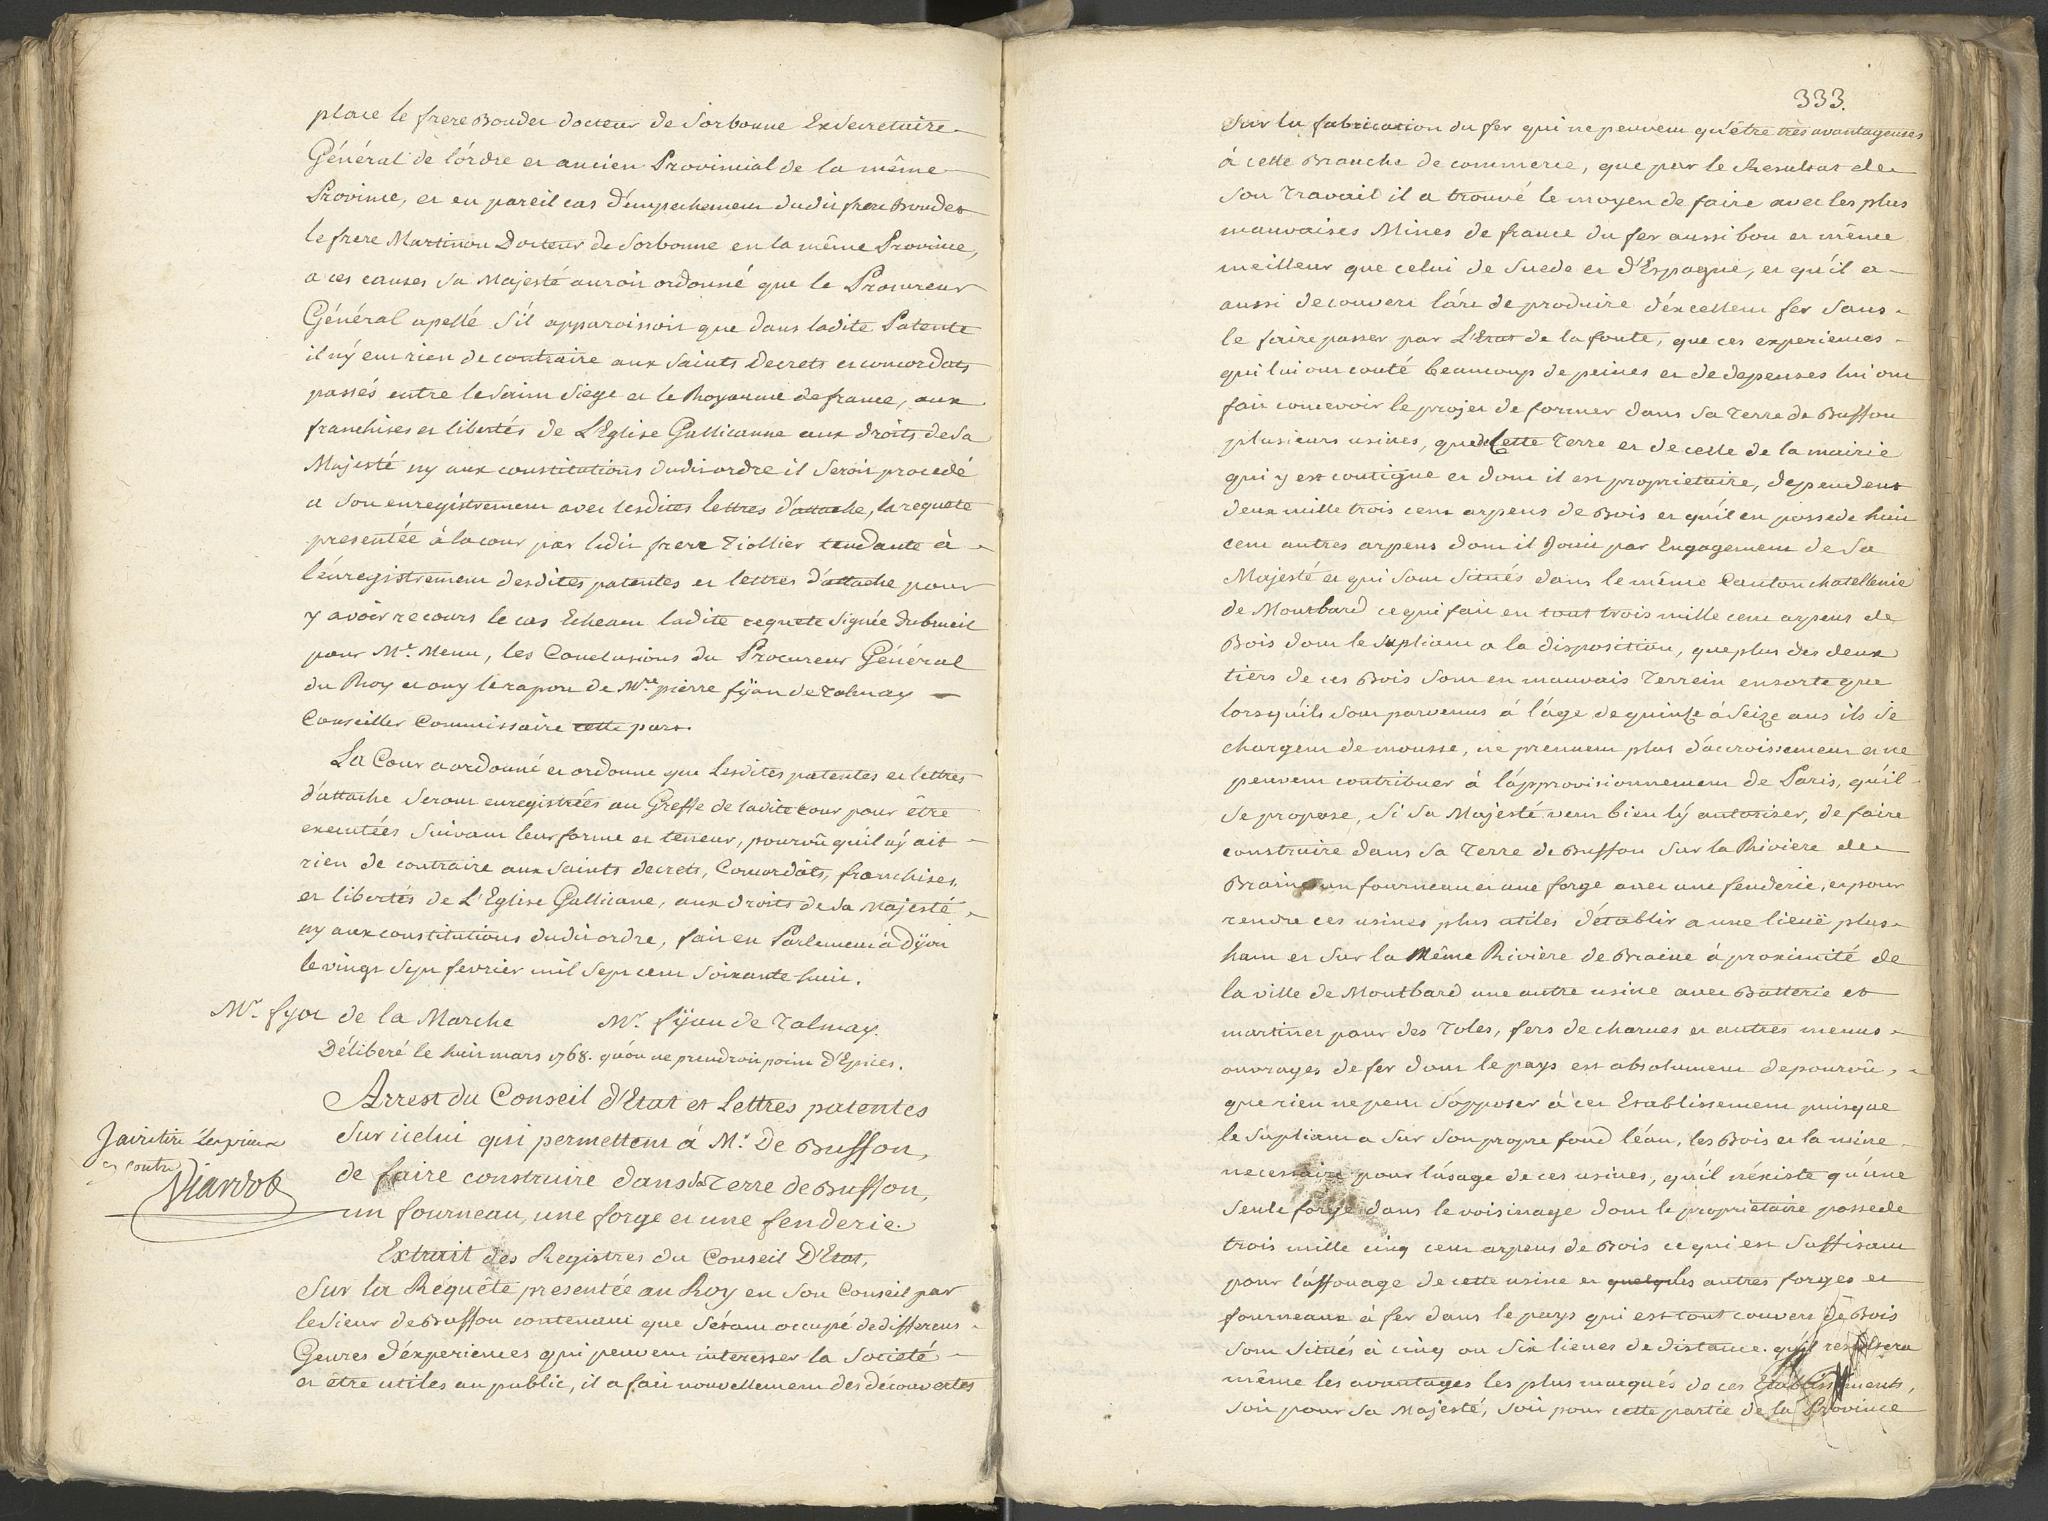 place le frere Boudet docteur de Sorbonne Ex Secretaire
Général de l'órdre et ancien Provincial de la même
Province, et en pareil cas d'émpechement dudit frere Boudet
le frere Martinon Docteur de Sorbonne en la même Province,
a ces causes sa Majesté auroit ordonné que le Procureur
Général apellé s'il apparoissoit que dans ladite Patente
il n'y eut rien de contraire aux Saints Decrets et concordats
passés entre le Saint Siege et le Royaume de france, aux
franchises et libertés de L'Eglise Gallicanne aux droits de Sa
Majesté ny aux constitutions dudit ordre il seroit procedé
a son enregistrement avec lesdites lettres d'attache, la requete
presentée à la cour par ledit frere Tiollier tendante à
l'énregistrement desdites patentes et lettres d'attache pour
y avoir recours le cas Echeant ladite requete signée dubreuil
pour Mr. Menu, les Conclusions du Procureur Général
du Roy et ouy le raport de Mre. pierre fÿan de Talmay
Conseiller Commissaire cette part.
La Cour a ordonné et ordonne que Lesdites patentes et lettres
d'attache seront enregistrées au Greffe de ladite Cour pour être
executées suivant leur forme et teneur, pourvû qu'il n'y ait
rien de contraire aux Saints decrets, Concordats, franchises,
et libertés de L'Eglise Gallicane, aux droits de Sa Majesté,
ny aux constitutions dudit ordre, fait en Parlement à Dÿon
le vingt Sept fevrier mil Sept cent Soixante huit.
Mr. fyot de la Marche Mr. fÿan de Talmay.
Déliberé le huit mars 1768. qu'ón ne prendroit point d'Epices.
Arrest du Conseil d'Etat et Lettres patentes
Sur icelui qui permettent à Mr. De Buffon,
de faire construire dans sa Terre de Buffon,
un fourneau, une forge et une fenderie.
J'ai retiré
et contre
Viardot
Extrait des Registres du Conseil D'Etat,
Sur la Réquête presentée au Roy en son Conseil par
le Sieur de Buffon contenant que s'étant occupé de differens
Genres d'éxperiences qui peuvent interesser la Societé
et être utiles au public, il a fait nouvellement des découvertes
333.
sur la fabrication du fer qui ne peuvent qu'être très avantageuses
à cette Branche de commerce, que par le Resultat de
son Travail il a trouvé le moyen de faire avec les plus
mauvaises Mines de france du fer aussi bon et même
meilleur que celui de Suede et d'Espagne, et qu'il a
aussi decouvert l'árt de produire d'éxcellent fer sans
le faire passer par L'Etat de la fonte, que ces experiences
qui lui ont couté beaucoup de peines et de depenses lui ont
fait concevoir le projet de former dans sa Terre de Buffon
plusieurs usines, que de Cette Terre et de celle de la mairie
qui y est contigue et dont il est proprietaire, dependent
deux mille trois cent arpens de Bois et qu'il en possede huit
cent autres arpens dont il Jouit par Engagement de Sa
Majesté et qui sont situés dans le même Canton chatellenie
de Montbard ce qui fait en tout trois mille cent arpens de
Bois dont le Supliant a la disposition, que plus des deux
tiers de ces Bois sont en mauvais Terrein ensorte que
lorsqu'ils sont parvenus à l'áge de quinze à Seize ans ils se
chargent de mousse, ne prennent plus d'accroissement et ne
peuvent contribuer à l'ápprovisionnement de Paris, qu'il
se propose, Si Sa Majesté veut bien l'y autoriser, de faire
construire dans sa Terre de Buffon sur la Riviere de
Braine un fourneau et une forge avec une fenderie, et pour
rendre ces usines plus utiles d'établir a une lieuë plus
haut et sur la Même Riviere de Braine à proximité de
la ville de Montbard une autre usine avec Batterie et
martinet pour des Toles, fers de charues et autres menus
ouvrages de fer dont le pays est absolument depourvû,
que rien ne peut s'opposer à cet Etablissement puisque
le Supliant a sur son propre fond l'éau, les Bois et la mine
necessaire pour l'úsage de ces usines, qu'il n'éxiste qu'une
seule forge dans le voisinage dont le proprietaire possede
trois mille cinq cent arpens de Bois ce qui est suffisant
pour l'áffouage de cette usine et que les autres forges et
fourneaux à fer dans le pays qui est tout couvert de Bois
sont situés à cinq ou six lieues de distance. qu'il resultera
même les avantages les plus marqués de ces Etablissements,
soit pour Sa Majesté, soit pour cette partie de la Province